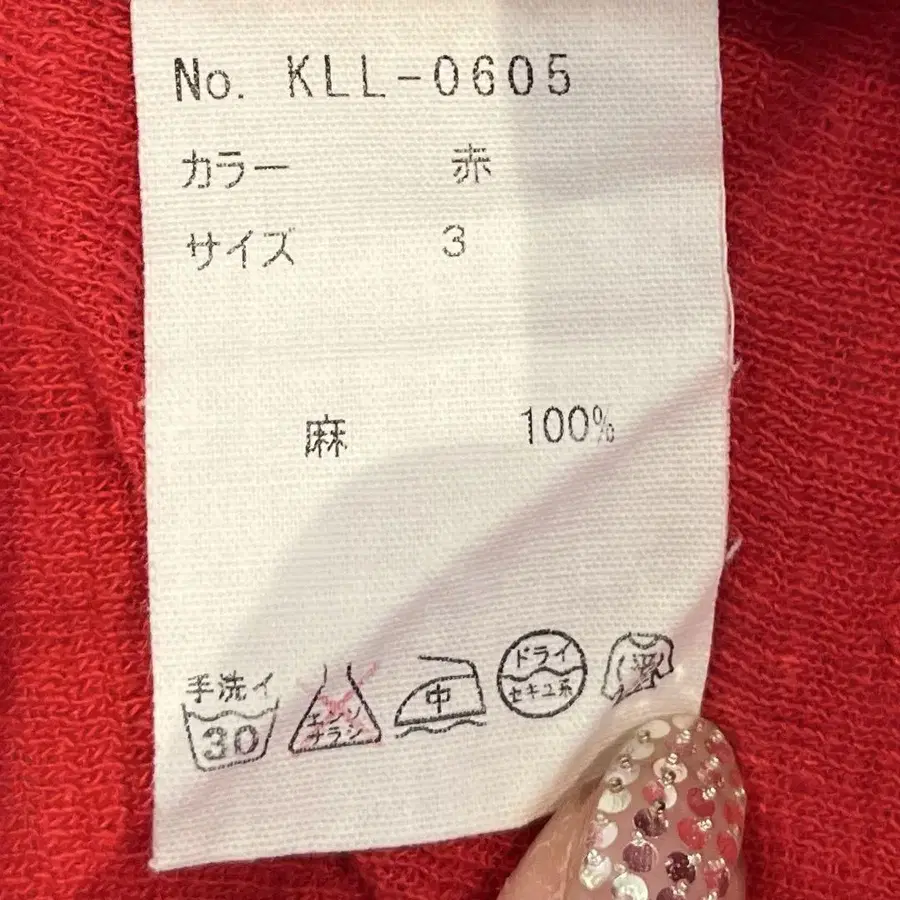 No. KLL-0605
カラー 赤
サイズ 3
麻 100%
手洗イ
30
エンソ
サラシ
中
ドライ
セキユ系
平